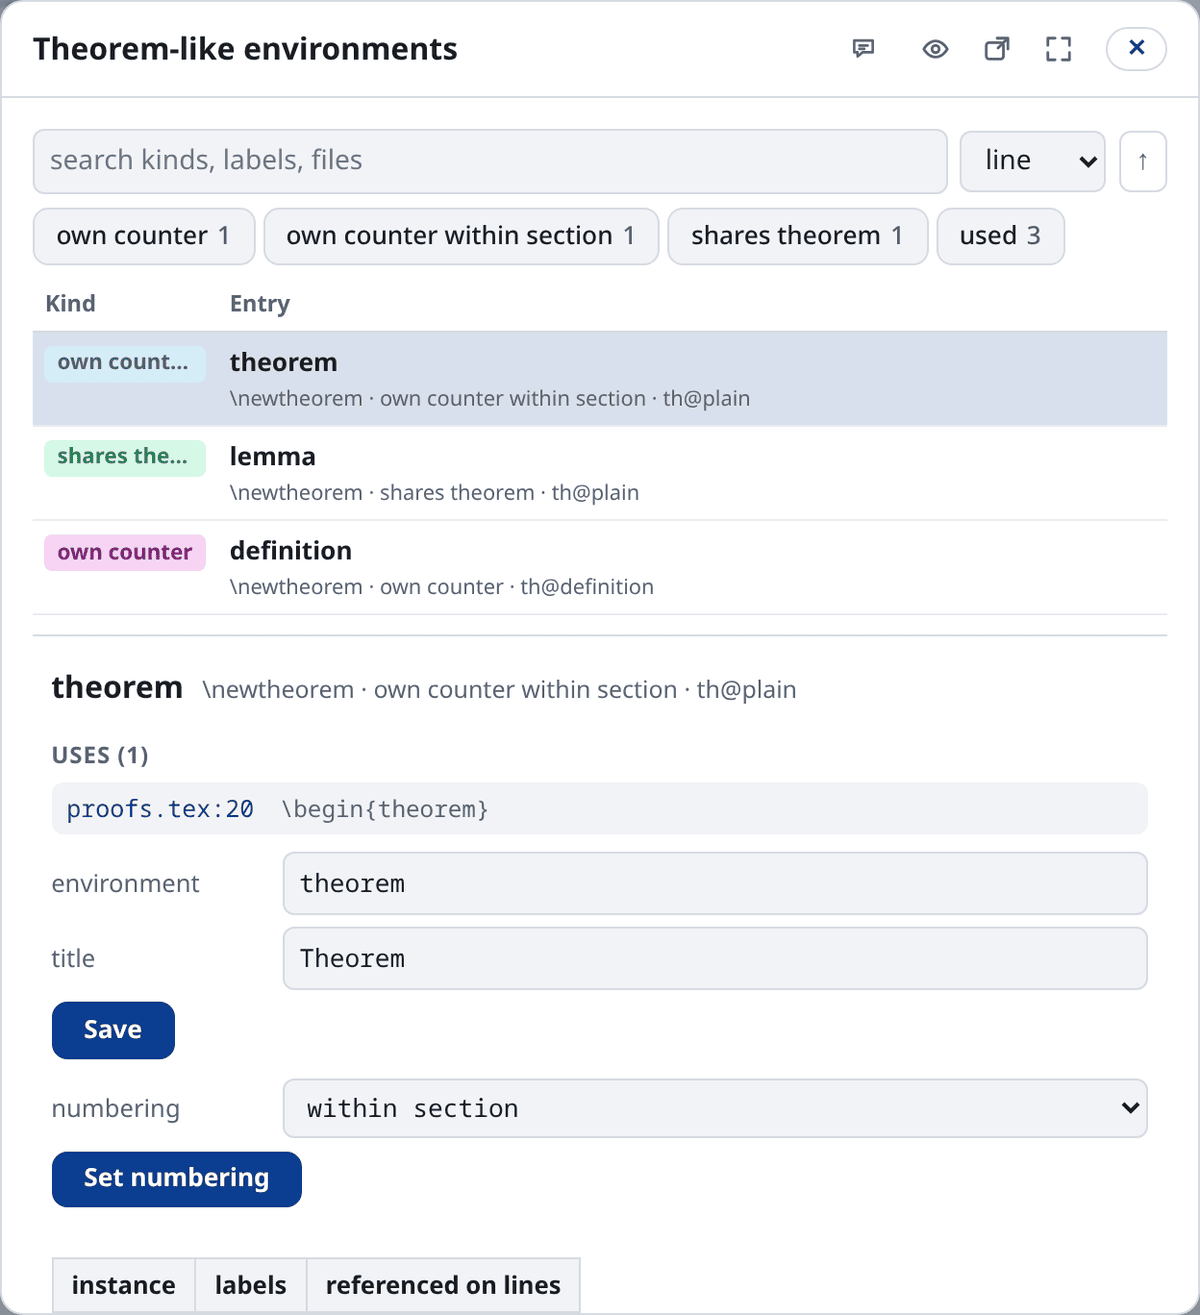 Theorem-like environments
search kinds, labels, files
line
↑
own counter 1
own counter within section 1
shares theorem 1
used 3
Kind Entry
own count... theorem
\newtheorem · own counter within section · th@plain
shares the... lemma
\newtheorem · shares theorem · th@plain
own counter definition
\newtheorem · own counter · th@definition
theorem \newtheorem · own counter within section · th@plain
USES (1)
proofs.tex:20 \begin{theorem}
environment theorem
title Theorem
Save
numbering within section
Set numbering
instance labels referenced on lines